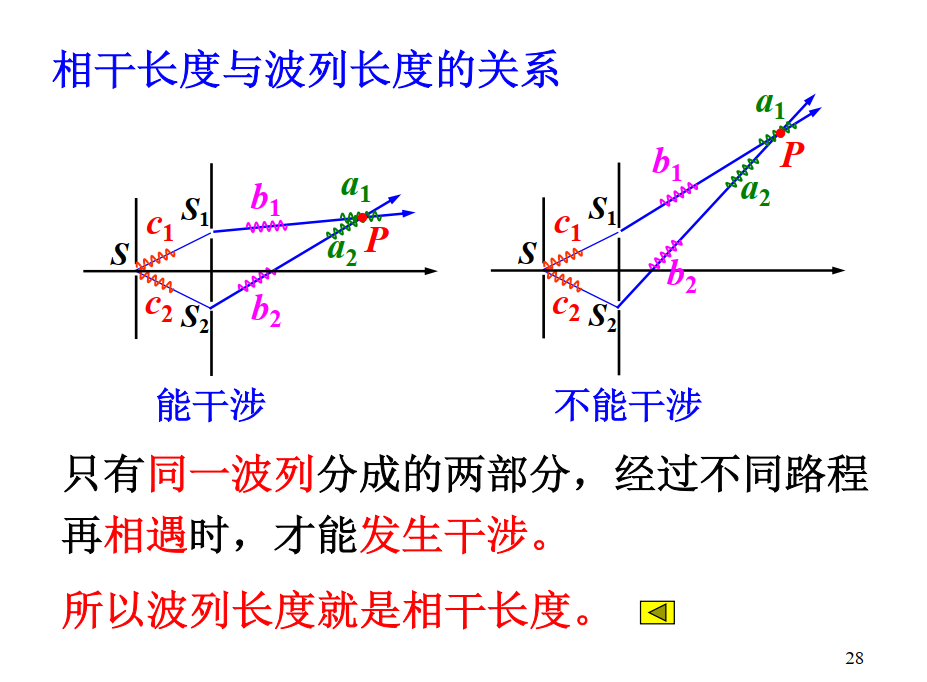 相干长度与波列长度的关系
a₁
b₁
a₁
P
b₁
S₁
c₁
a₂
P
S
a₂
b₂
c₂
S₂
S₁
c₁
S
b₂
c₂
S₂
能干涉
不能干涉
只有同一波列分成的两部分，经过不同路程
再相遇时，才能发生干涉。
所以波列长度就是相干长度。
28